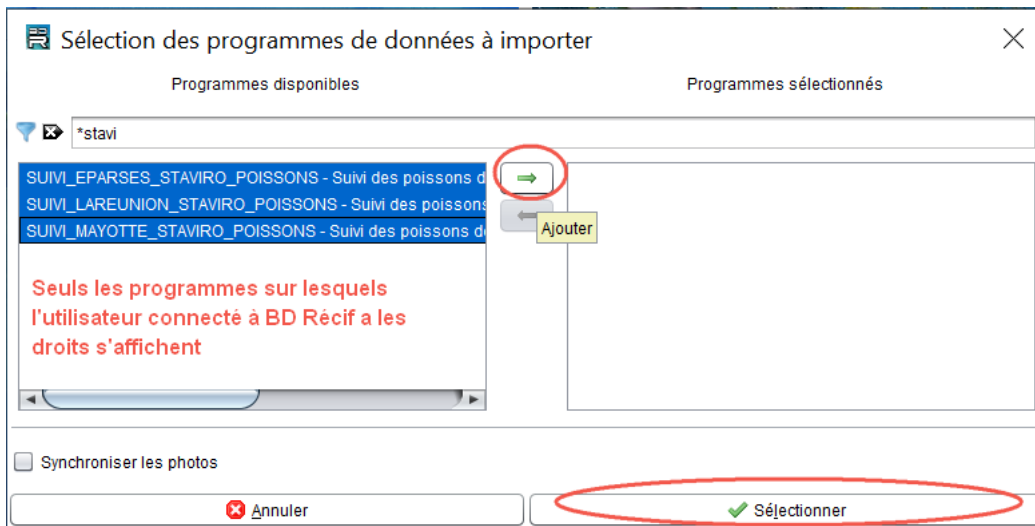 Sélection des programmes de données à importer
Programmes disponibles
Programmes sélectionnés
*stavi
SUIVI_EPARSES_STAVIRO_POISSONS - Suivi des poissons d
SUIVI_LAREUNION_STAVIRO_POISSONS - Suivi des poissons
SUIVI_MAYOTTE_STAVIRO_POISSONS - Suivi des poissons de
Ajouter
Seuls les programmes sur lesquels
l'utilisateur connecté à BD Récif a les
droits s'affichent
Synchroniser les photos
Annuler
Sélectionner